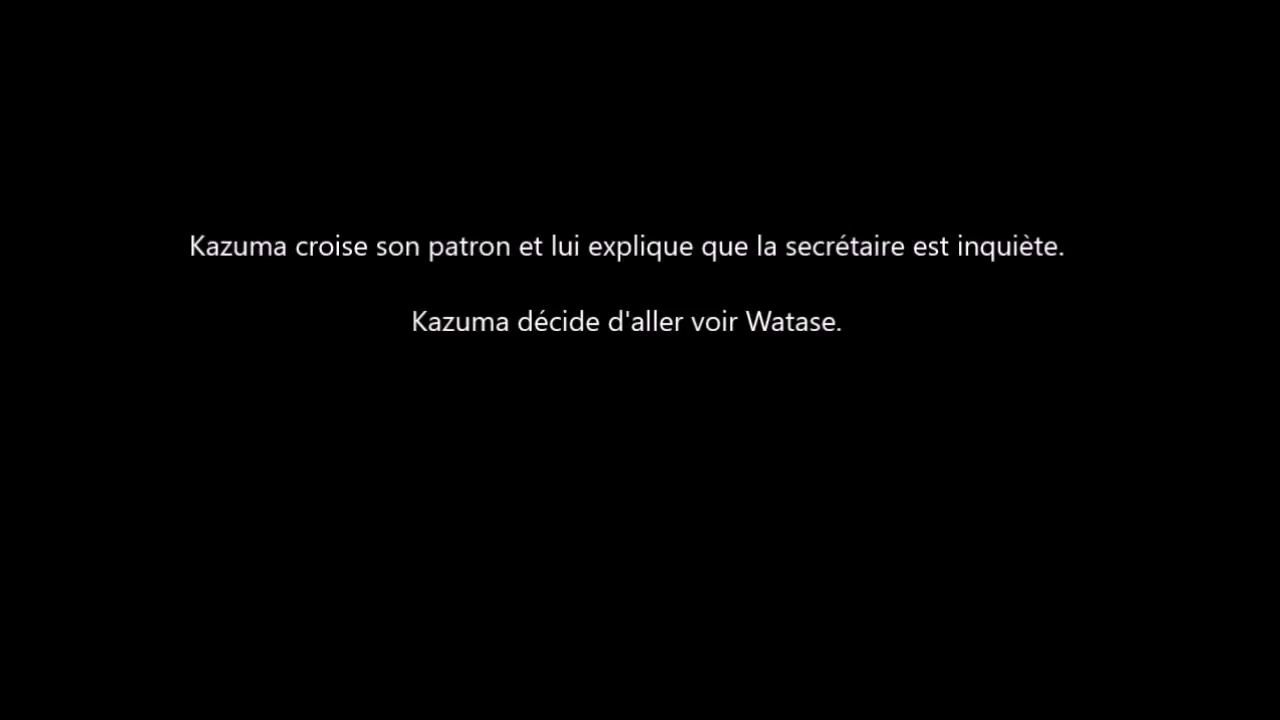 Kazuma croise son patron et lui explique que la secrétaire est inquiète.
Kazuma décide d'aller voir Watase.